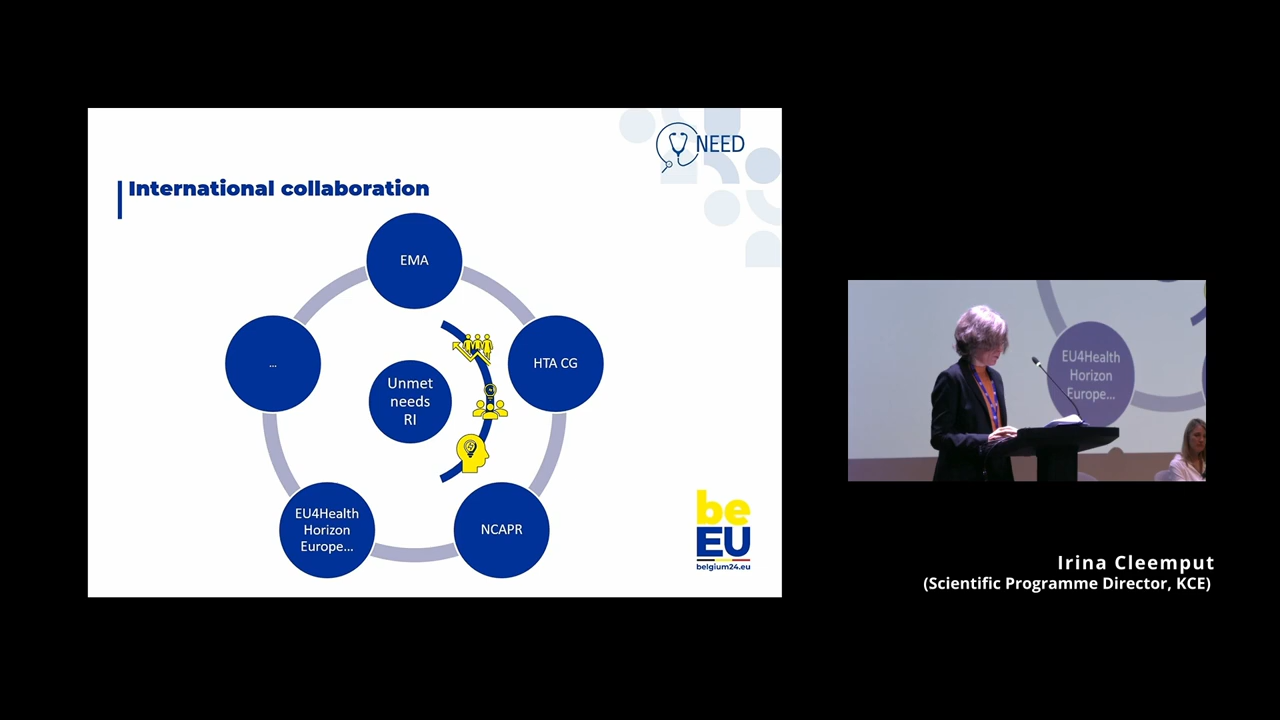 NEED
International collaboration
EMA
...
HTA CG
Unmet
needs
RI
EU4Health
Horizon
Europe...
NCAPR
be
EU
belgium24.eu
EU4Health
Horizon
Europe...
Irina Cleemput
(Scientific Programme Director, KCE)